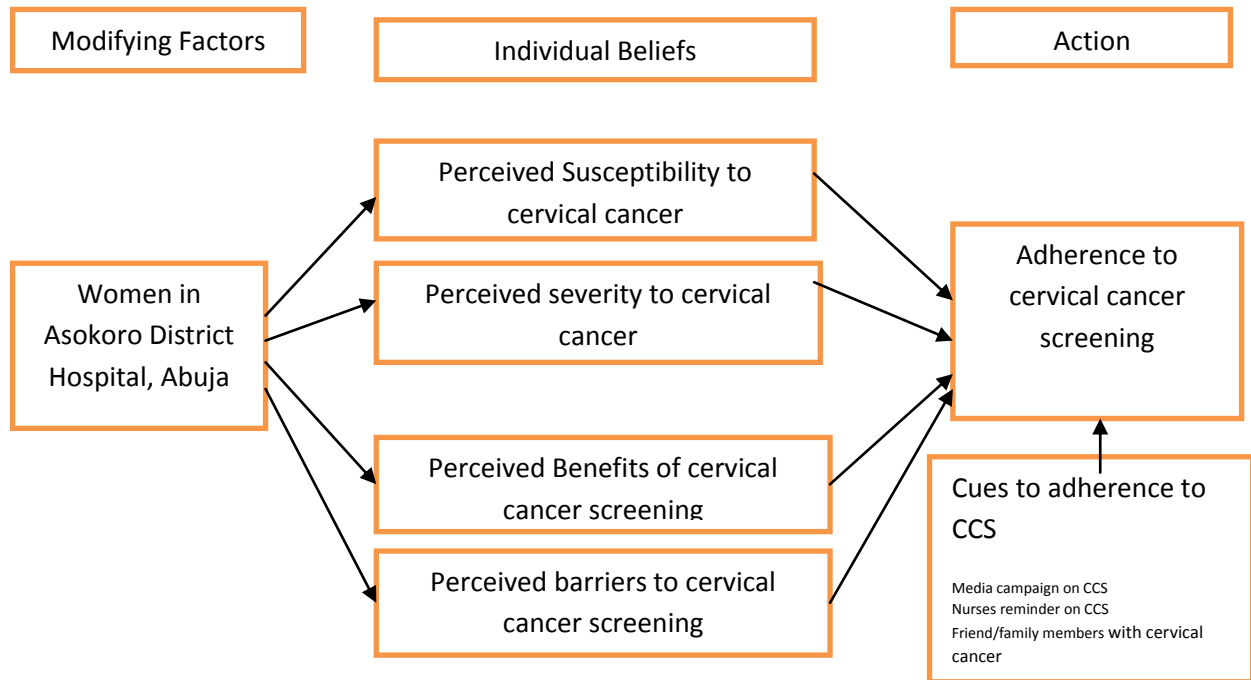 Modifying Factors
Individual Beliefs
Action
Perceived Susceptibility to
cervical cancer
Women in
Asokoro District
Hospital, Abuja
Perceived severity to cervical
cancer
Adherence to
cervical cancer
screening
Perceived Benefits of cervical
cancer screening
Perceived barriers to cervical
cancer screening
Cues to adherence to
CCS
Media campaign on CCS
Nurses reminder on CCS
Friend/family members with cervical
cancer